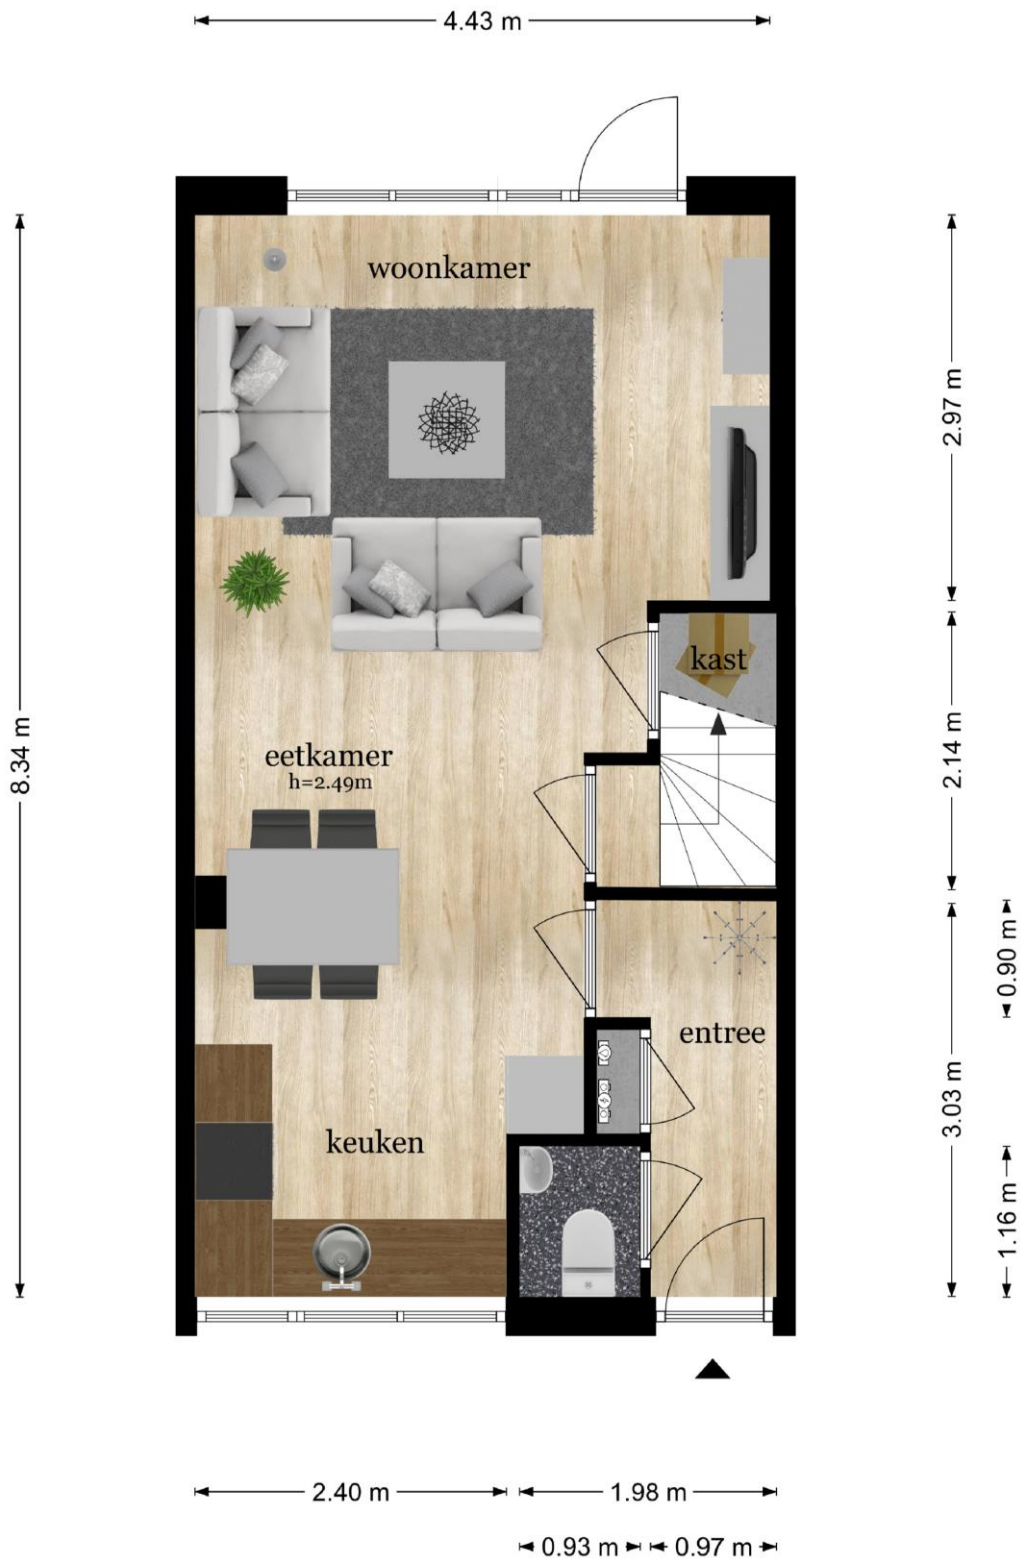 4.43 m
woonkamer
2.97 m
kast
8.34 m
eetkamer
h=2.49m
2.14 m
0.90 m
entree
3.03 m
keuken
1.16 m
2.40 m
1.98 m
0.93 m
0.97 m